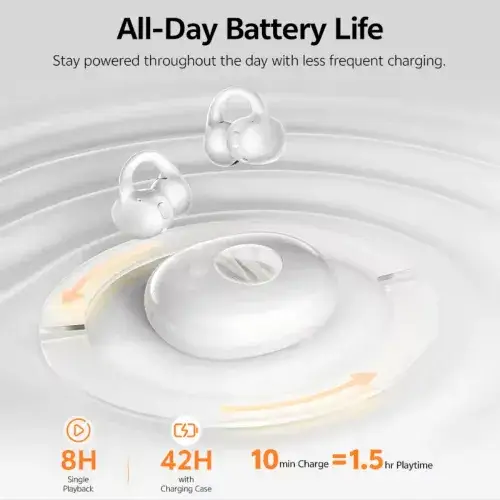 All-Day Battery Life
Stay powered throughout the day with less frequent charging.
8H
Single
Playback
42H
with
Charging Case
10min Charge =1.5hr Playtime